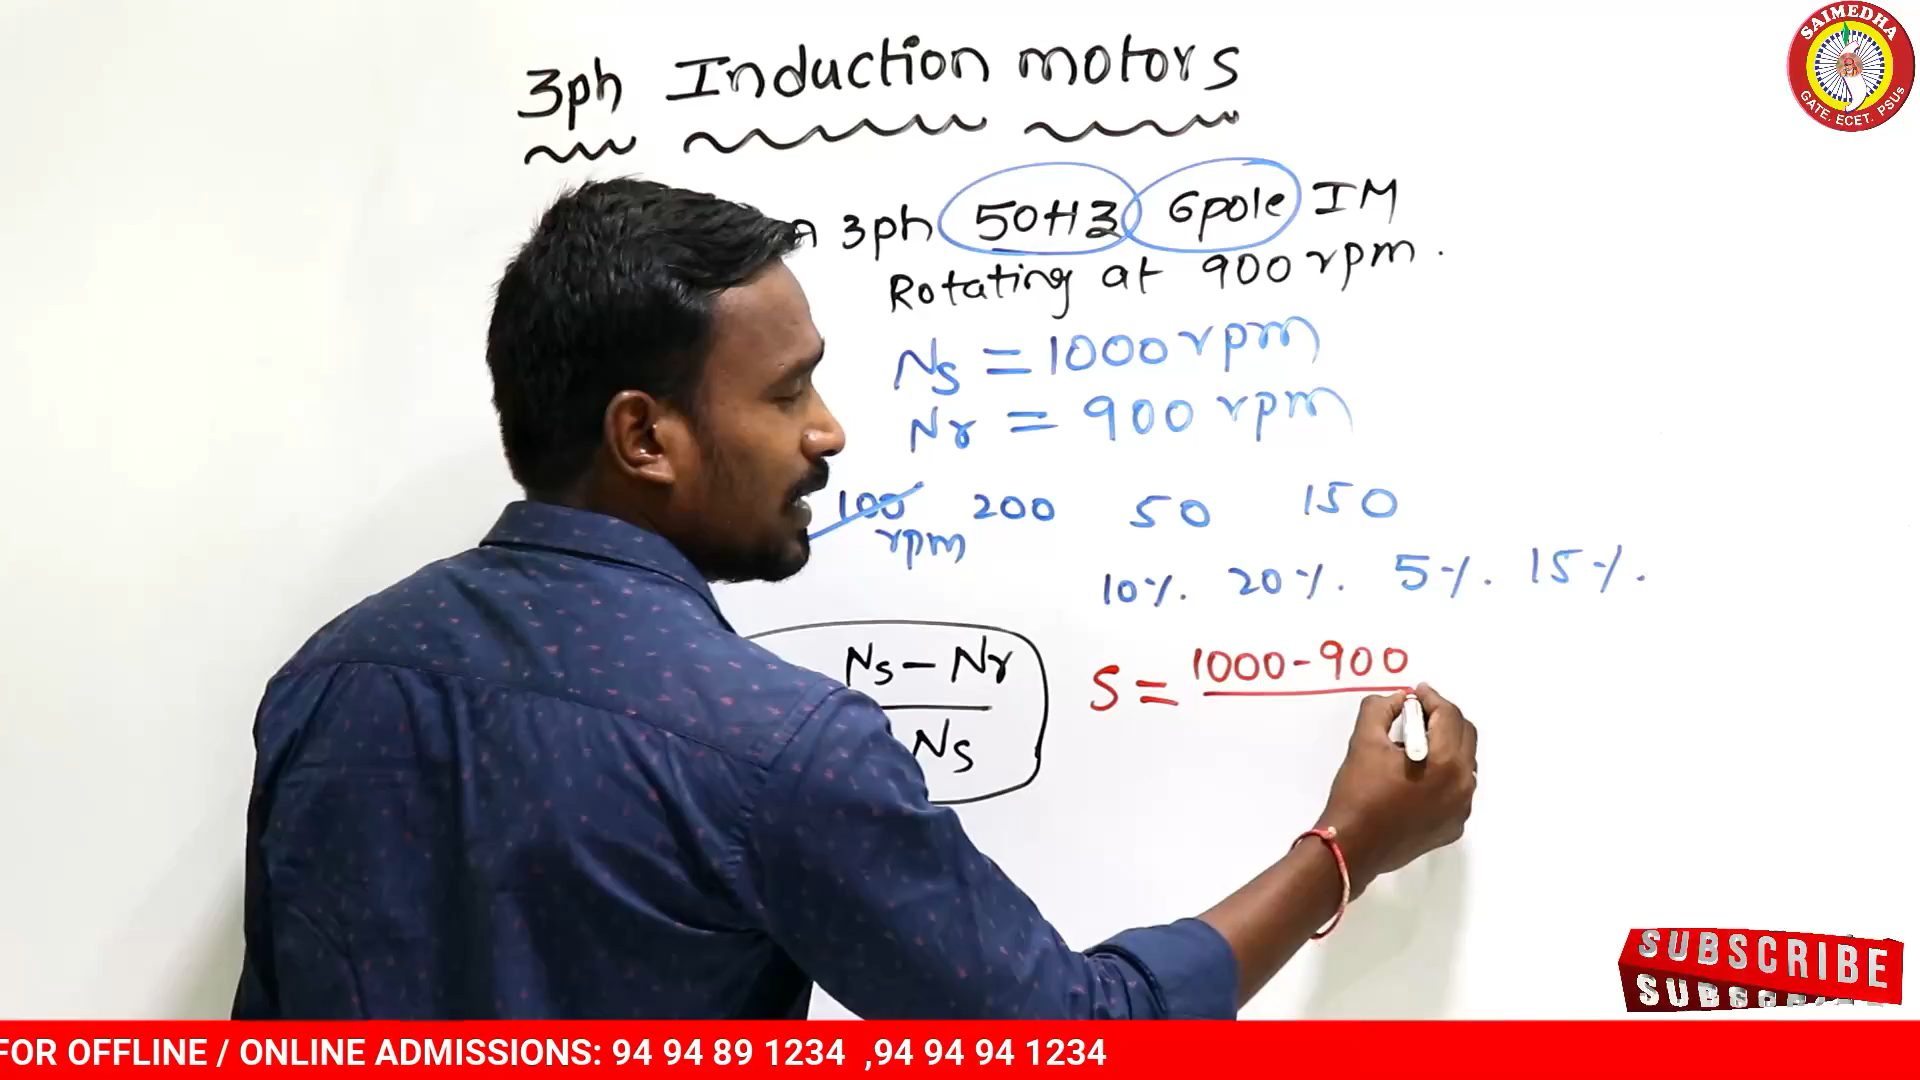 3ph Induction motors
A 3ph 50Hz 6pole IM
Rotating at 900 rpm.
Ns = 1000 rpm
Nr = 900 rpm
100 rpm 200 50 150
10%. 20%. 5%. 15%.
Ns - Nr
Ns
S = 1000-900
SAIMEDHA
GATE. ECET. PSUs
SUBSCRIBE
FOR OFFLINE / ONLINE ADMISSIONS: 94 94 89 1234 ,94 94 94 1234